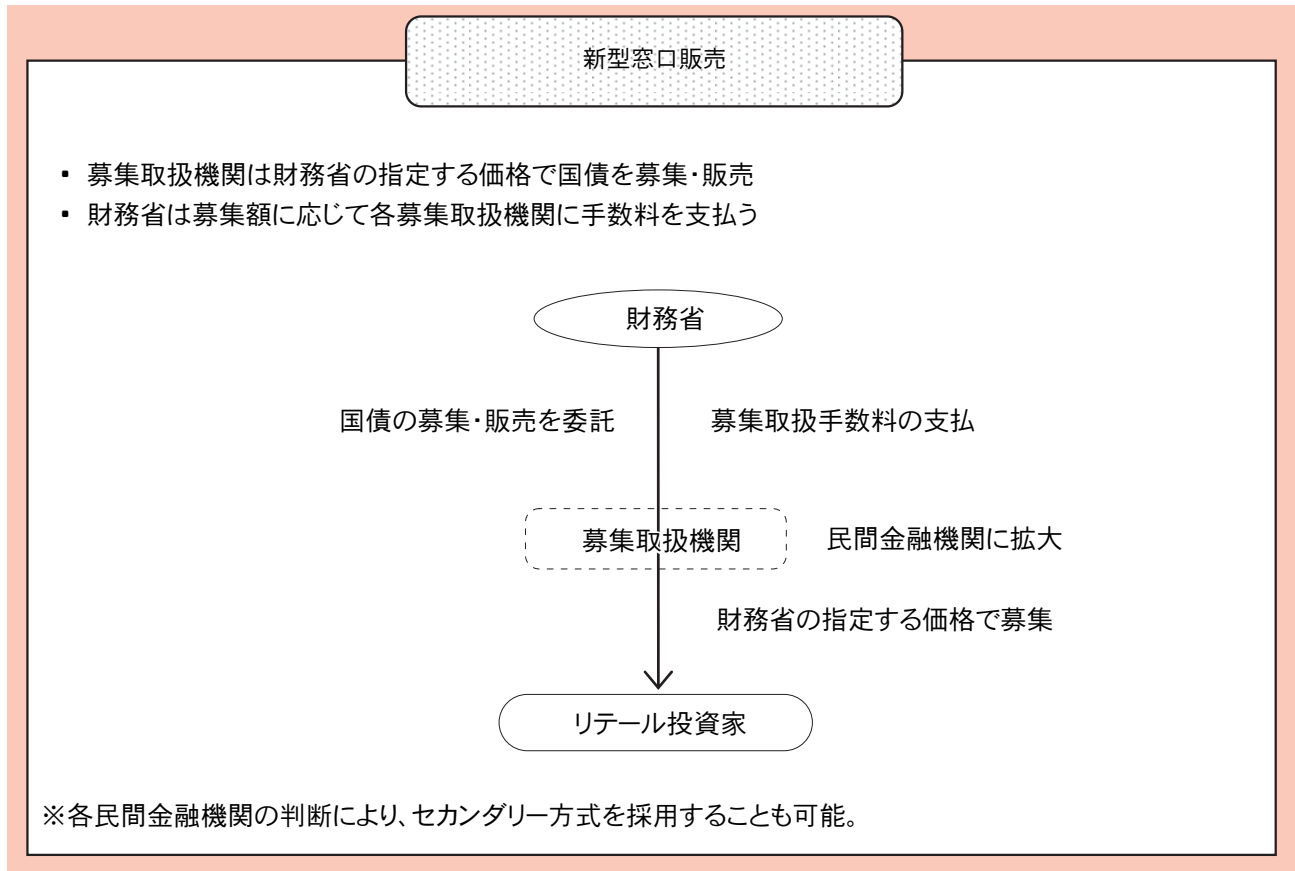 新型窓口販売
・ 募集取扱機関は財務省の指定する価格で国債を募集・販売
・ 財務省は募集額に応じて各募集取扱機関に手数料を支払う
財務省
国債の募集・販売を委託
募集取扱手数料の支払
募集取扱機関
民間金融機関に拡大
財務省の指定する価格で募集
リテール投資家
※各民間金融機関の判断により、セカンダリー方式を採用することも可能。